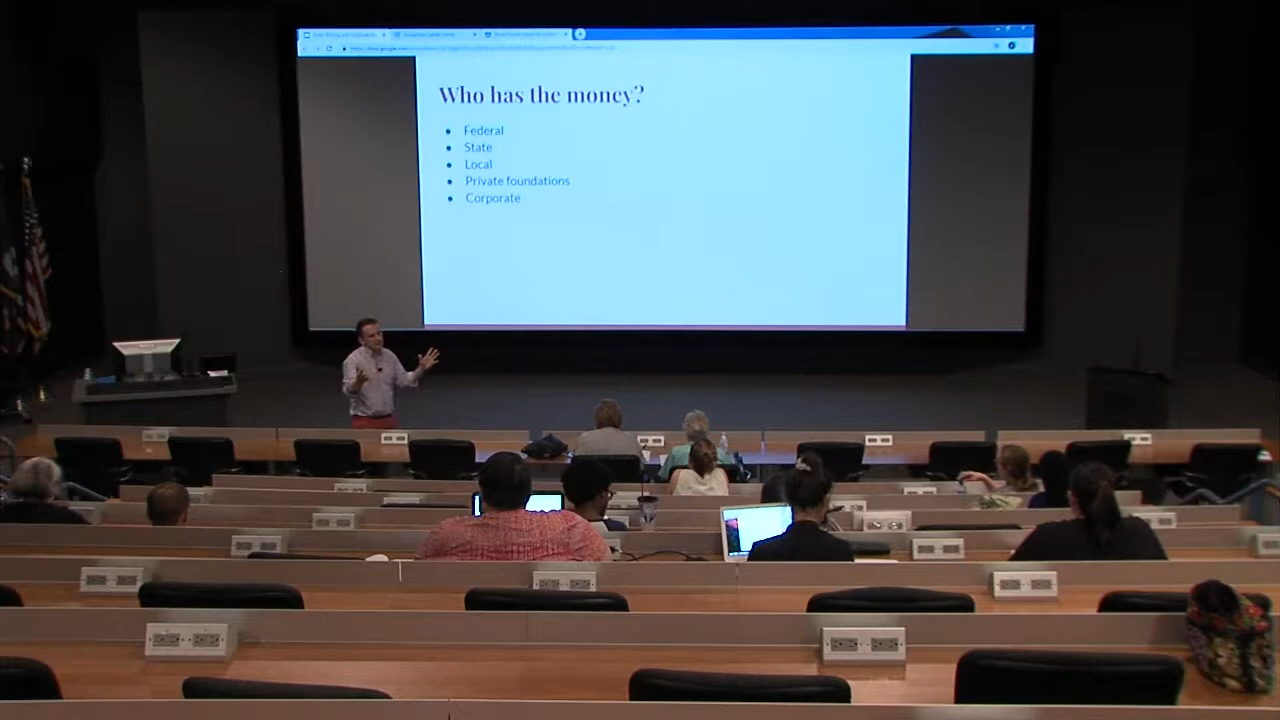 Who has the money?
● Federal
● State
● Local
● Private foundations
● Corporate